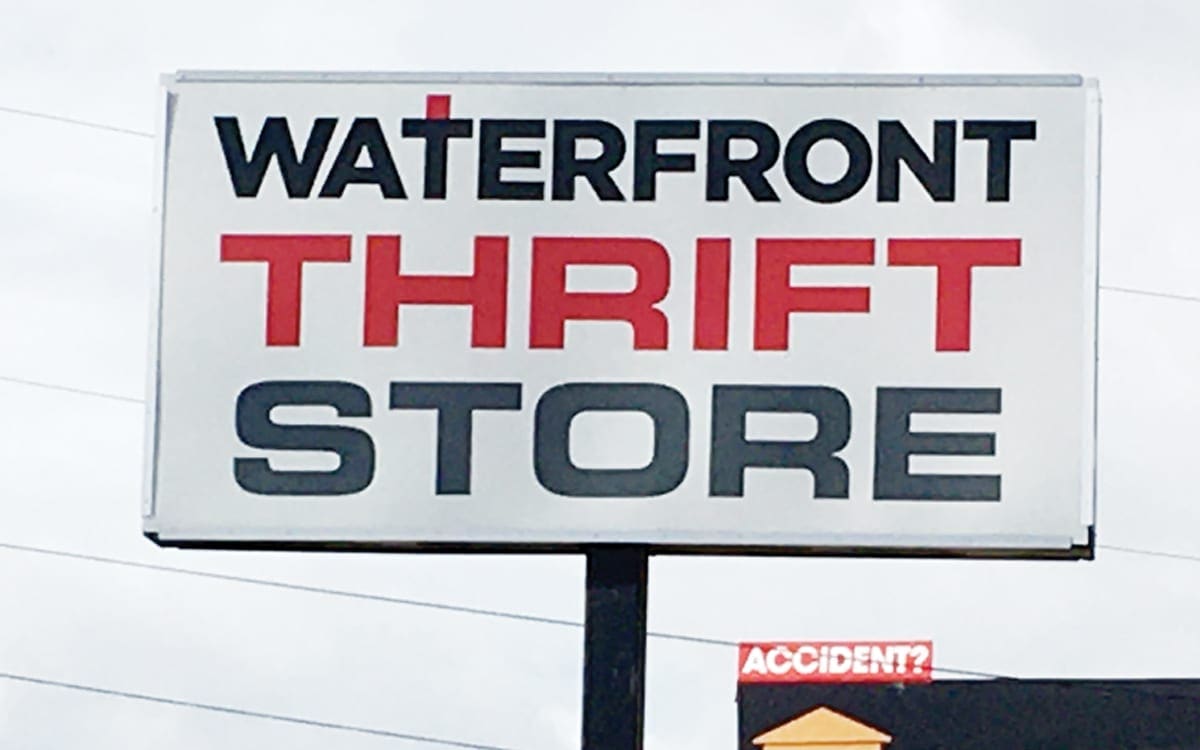 WATERFRONT
THRIFT
STORE
ACCIDENT?